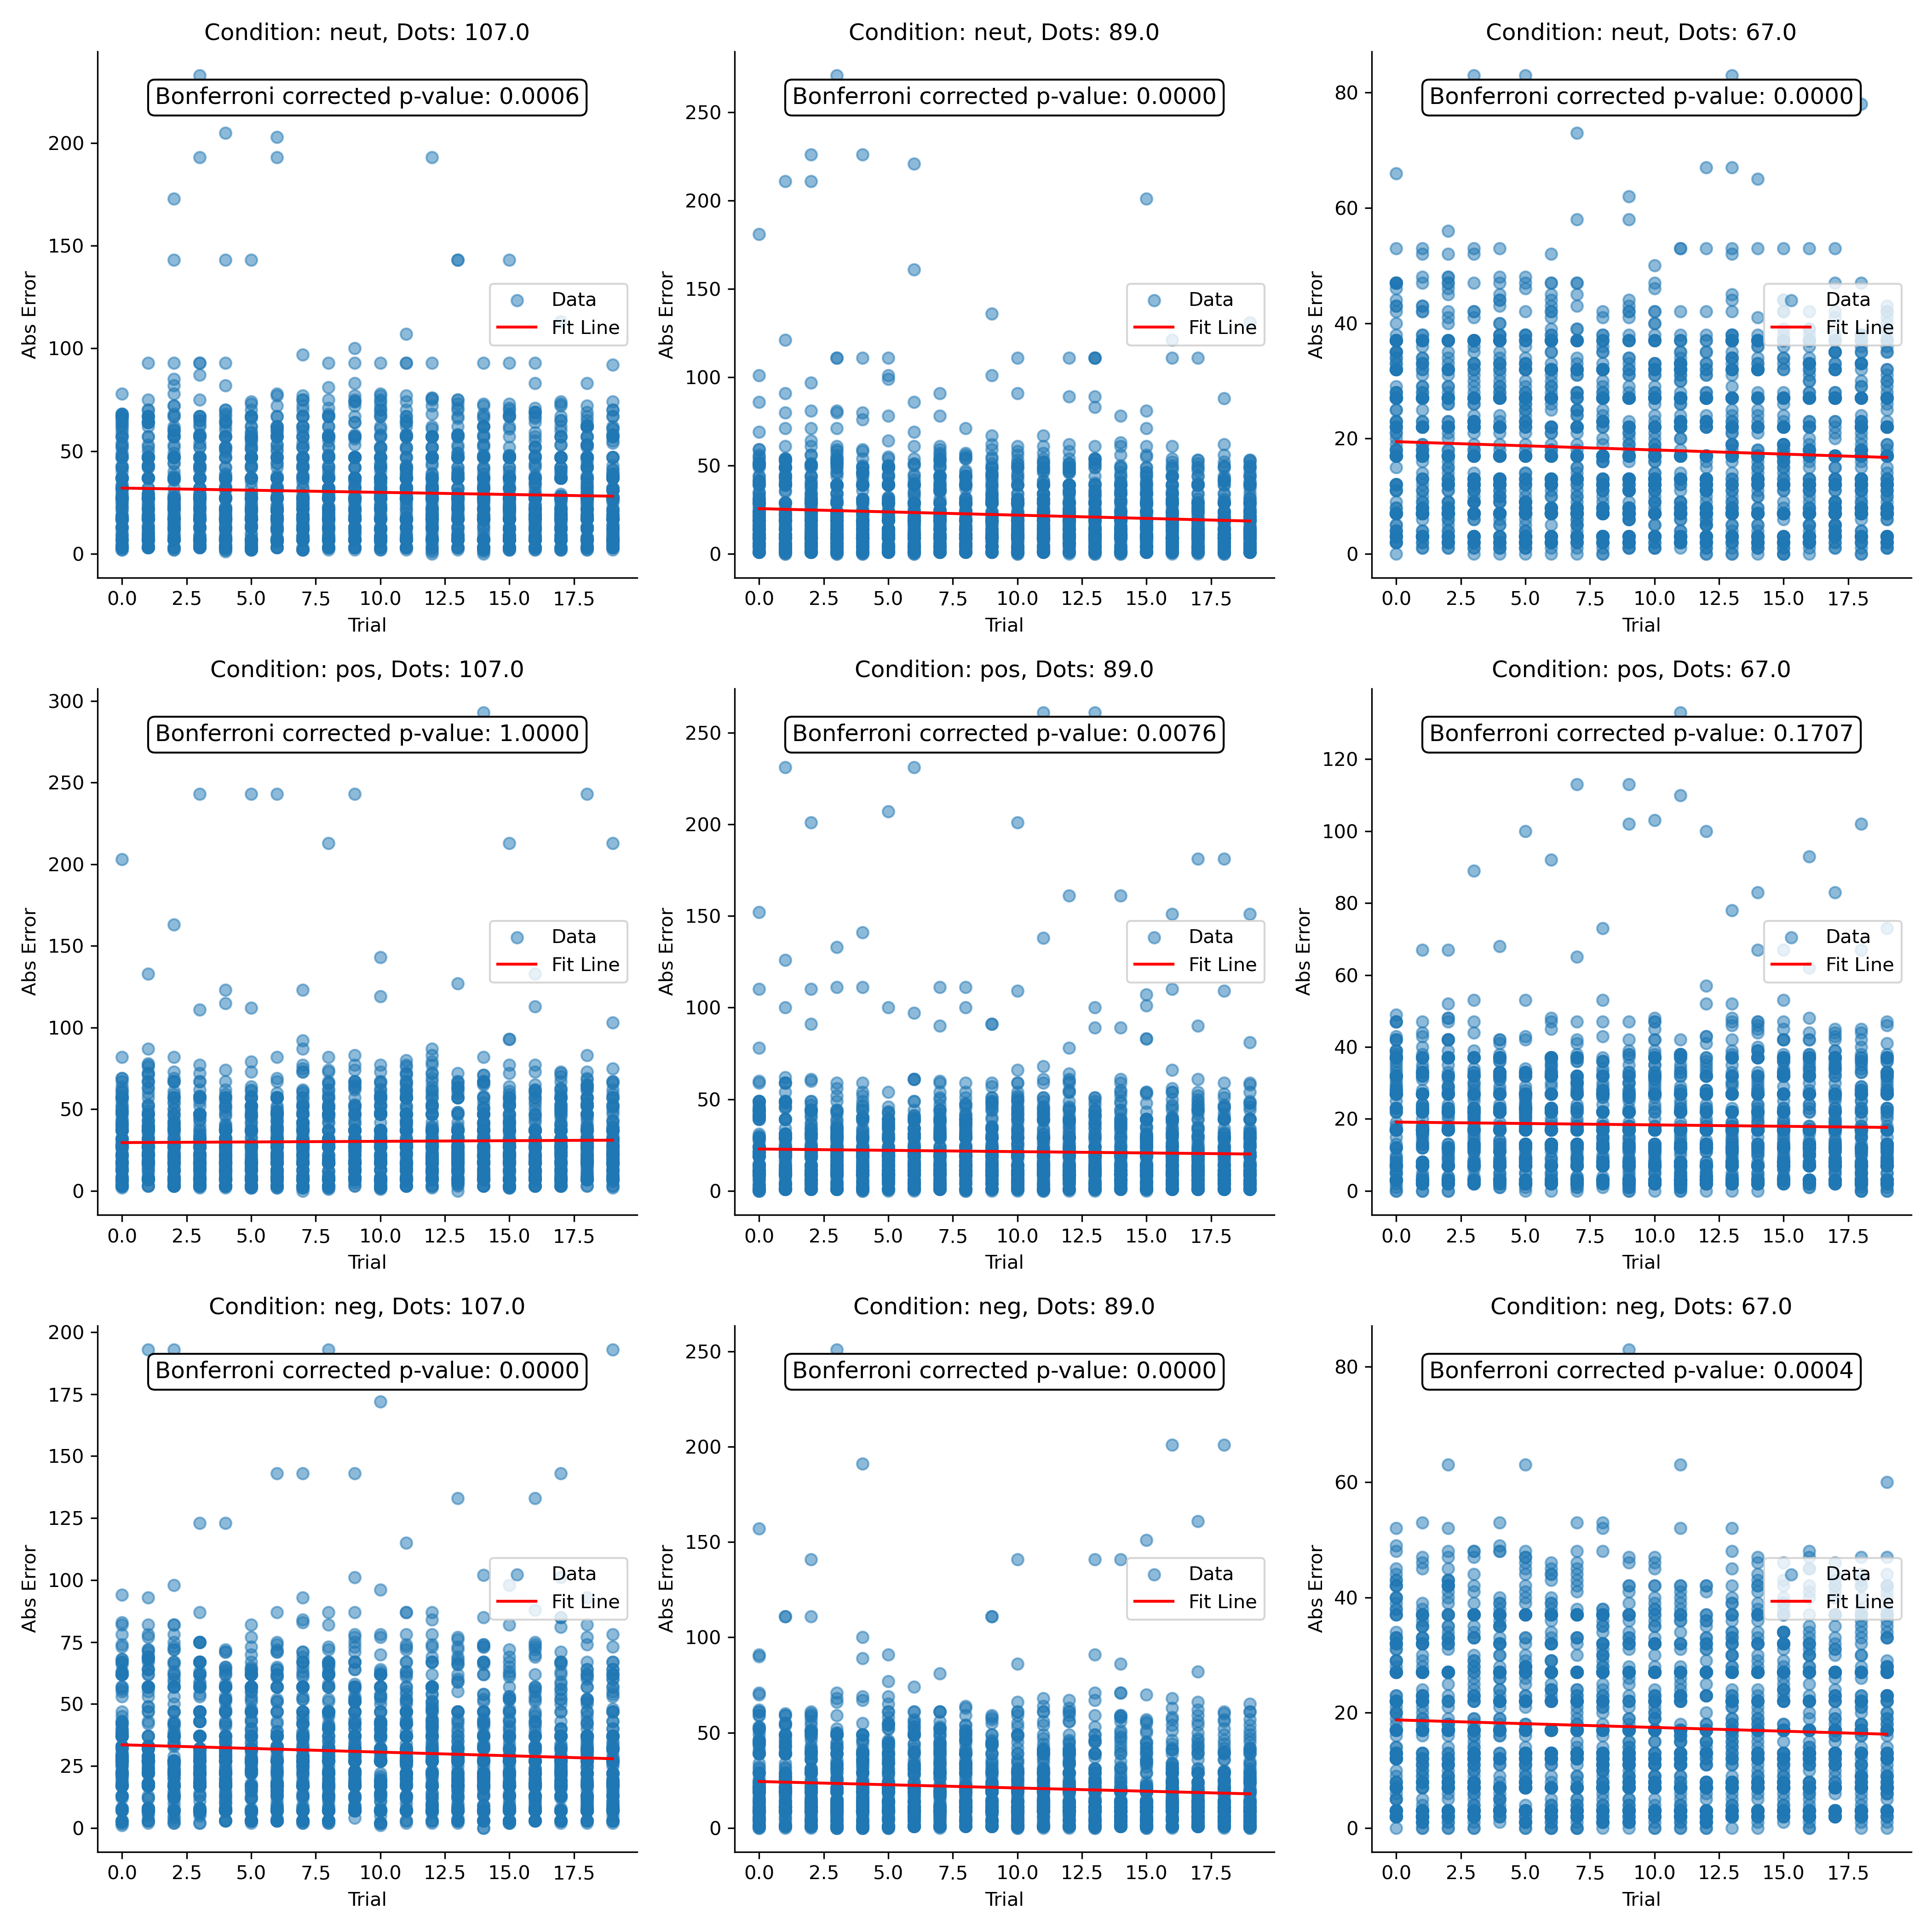 Condition: neut, Dots: 107.0
Bonferroni corrected p-value: 0.0006
200
150
100
50
0
Abs Error
Data
Fit Line
0.0 2.5 5.0 7.5 10.0 12.5 15.0 17.5
Trial
Condition: neut, Dots: 89.0
Bonferroni corrected p-value: 0.0000
250
200
150
100
50
0
Abs Error
Data
Fit Line
0.0 2.5 5.0 7.5 10.0 12.5 15.0 17.5
Trial
Condition: neut, Dots: 67.0
Bonferroni corrected p-value: 0.0000
80
60
40
20
0
Abs Error
Data
Fit Line
0.0 2.5 5.0 7.5 10.0 12.5 15.0 17.5
Trial
Condition: pos, Dots: 107.0
Bonferroni corrected p-value: 1.0000
300
250
200
150
100
50
0
Abs Error
Data
Fit Line
0.0 2.5 5.0 7.5 10.0 12.5 15.0 17.5
Trial
Condition: pos, Dots: 89.0
Bonferroni corrected p-value: 0.0076
250
200
150
100
50
0
Abs Error
Data
Fit Line
0.0 2.5 5.0 7.5 10.0 12.5 15.0 17.5
Trial
Condition: pos, Dots: 67.0
Bonferroni corrected p-value: 0.1707
120
100
80
60
40
20
0
Abs Error
Data
Fit Line
0.0 2.5 5.0 7.5 10.0 12.5 15.0 17.5
Trial
Condition: neg, Dots: 107.0
Bonferroni corrected p-value: 0.0000
200
175
150
125
100
75
50
25
0
Abs Error
Data
Fit Line
0.0 2.5 5.0 7.5 10.0 12.5 15.0 17.5
Trial
Condition: neg, Dots: 89.0
Bonferroni corrected p-value: 0.0000
250
200
150
100
50
0
Abs Error
Data
Fit Line
0.0 2.5 5.0 7.5 10.0 12.5 15.0 17.5
Trial
Condition: neg, Dots: 67.0
Bonferroni corrected p-value: 0.0004
80
60
40
20
0
Abs Error
Data
Fit Line
0.0 2.5 5.0 7.5 10.0 12.5 15.0 17.5
Trial